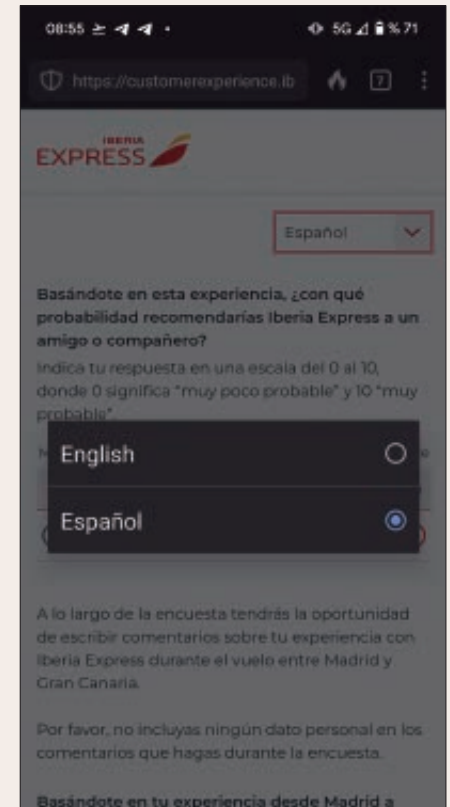 08:55
5G % 71
https://customerexperience.ib 7
IBERIA
EXPRESS
Español
Basándote en esta experiencia, ¿con qué
probabilidad recomendarías Iberia Express a un
amigo o compañero?
Indica tu respuesta en una escala del 0 al 10,
donde 0 significa "muy poco probable" y 10 "muy
probable".
English
Español
A lo largo de la encuesta tendrás la oportunidad
de escribir comentarios sobre tu experiencia con
Iberia Express durante el vuelo entre Madrid y
Gran Canaria.
Por favor, no incluyas ningún dato personal en los
comentarios que hagas durante la encuesta.
Basándote en tu experiencia desde Madrid a